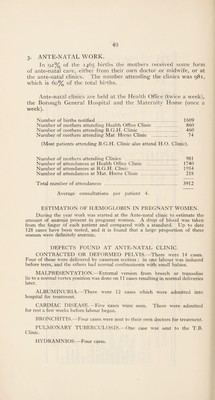 40
3. ANTE-NATAL WORK.
In 92% of the 1465 births the mothers received some form
of ante-natal care, either from their own doctor or midwife, or at
the ante-natal clinics. The number attending the clinics was 981,
which is 60% of the total births.
Ante-natal clinics are held at the Health Office (twice a week),
the Borough General Hospital and the Maternity Home (once a
week).
Number of births notified 1609
Number of mothers attending Health Office Clinic 860
Number of mothers attending B.G.H. Clinic 460
Number of mothers attending Mat. Home Clinic 74
(Most patients attending B.G.H. Clinic also attend H.O. Clinic).
Number of mothers attending Clinics 981
Number of attendances at Health Office Clinic 1740
Number of attendances at B.G.H. Clinic 1954
Number of attendances at Mat. Home Clinic 218
Total number of attendances 3912
Average consultations per patient 4.
ESTIMATION OF HÆMOGLOBIN IN PREGNANT WOMEN.
During the year work was started at the Ante-natal clinic to estimate the
amount of anæmia present in pregnant women. A drop of blood was taken
from the finger of each patient and compared with a standard. Up to date
128 cases have been tested, and it is found that a large proportion of these
women were definitely anæmic.
DEFECTS FOUND AT ANTE-NATAL CLINIC.
CONTRACTED OR DEFORMED PELVIS.—There were 14 cases.
Four of these were delivered by cæsarean section: in one labour was induced
before term, and the others had normal confinements with small babies.
MALPRESENTATION.—External version from breech or transverse
lie to a normal vertex position was done on 11 cases resulting in normal deliveries
later.
ALBUMINURIA.—There were 12 cases which were admitted into
hospital for treatment.
CARDIAC DISEASE.—Five cases were seen. These were admitted
for rest a few weeks before labour began.
BRONCHITIS.—Four cases were sent to their own doctors for treatment.
PULMONARY TUBERCULOSIS.—One case was sent to the T.B.
Clinic.
HYDRAMNIOS.—Four cases.